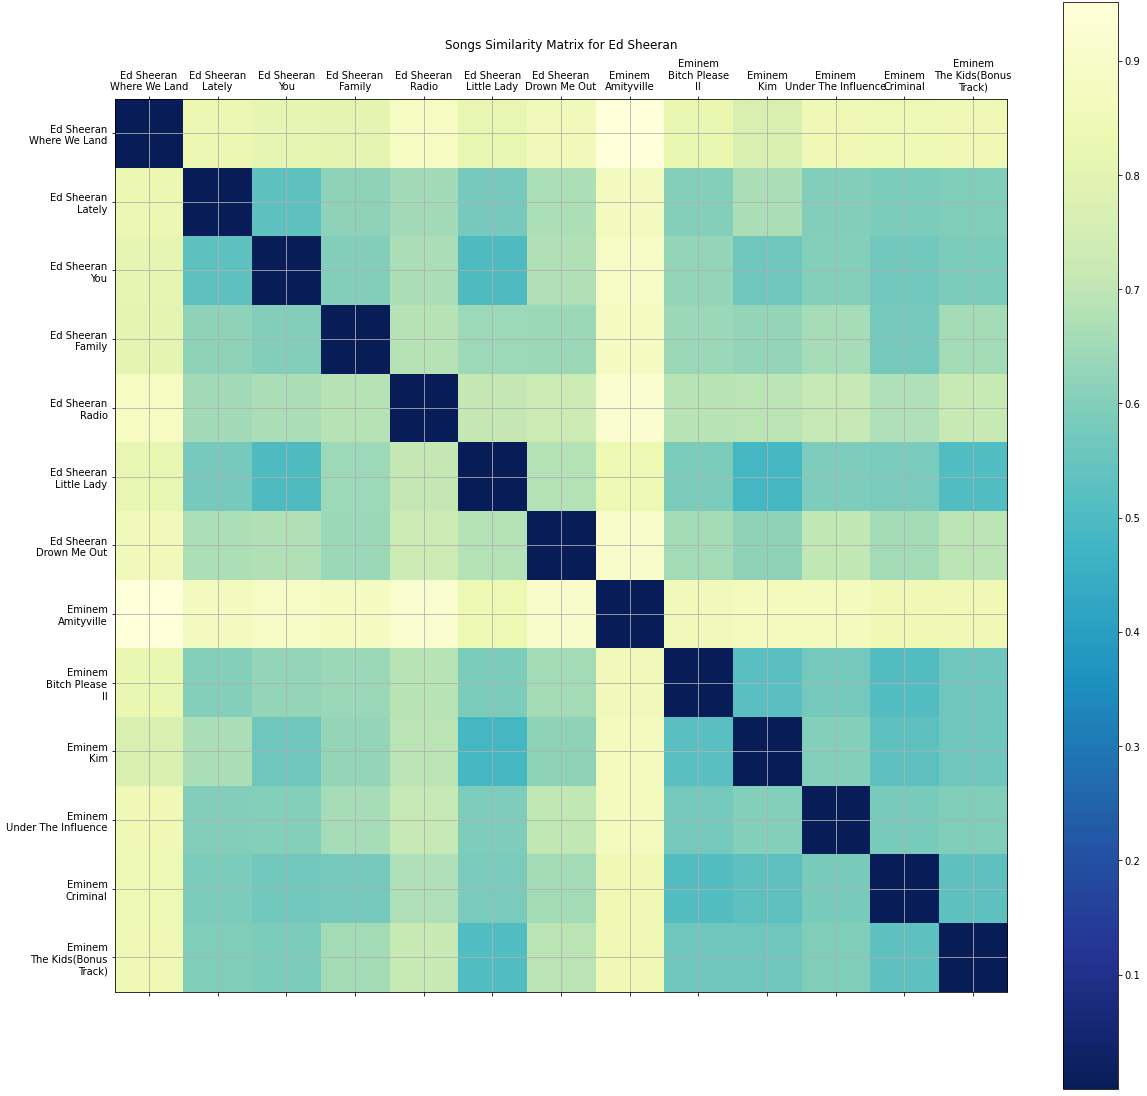 Songs Similarity Matrix for Ed Sheeran
Ed Sheeran
Where We Land
Ed Sheeran
Lately
Ed Sheeran
You
Ed Sheeran
Family
Ed Sheeran
Radio
Ed Sheeran
Little Lady
Ed Sheeran
Drown Me Out
Eminem
Amityville
Eminem
Bitch Please
II
Eminem
Kim
Eminem
Under The Influence
Eminem
Criminal
Eminem
The Kids(Bonus
Track)
Ed Sheeran
Where We Land
Ed Sheeran
Lately
Ed Sheeran
You
Ed Sheeran
Family
Ed Sheeran
Radio
Ed Sheeran
Little Lady
Ed Sheeran
Drown Me Out
Eminem
Amityville
Eminem
Bitch Please
II
Eminem
Kim
Eminem
Under The Influence
Eminem
Criminal
Eminem
The Kids(Bonus
Track)
0.9
0.8
0.7
0.6
0.5
0.4
0.3
0.2
0.1